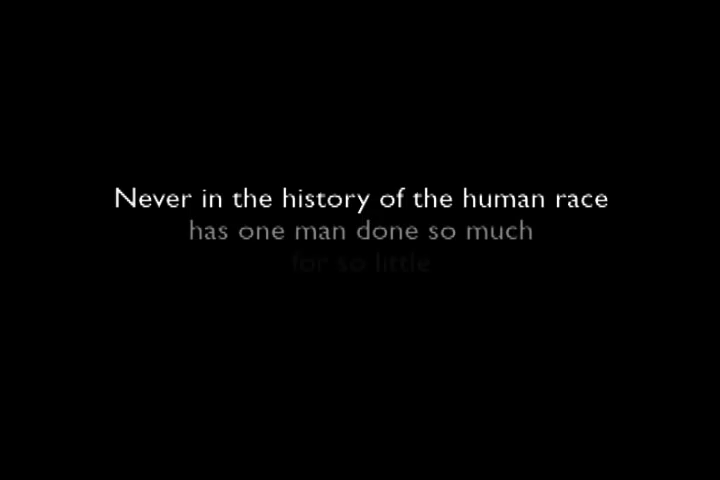 Never in the history of the human race
has one man done so much
for so little